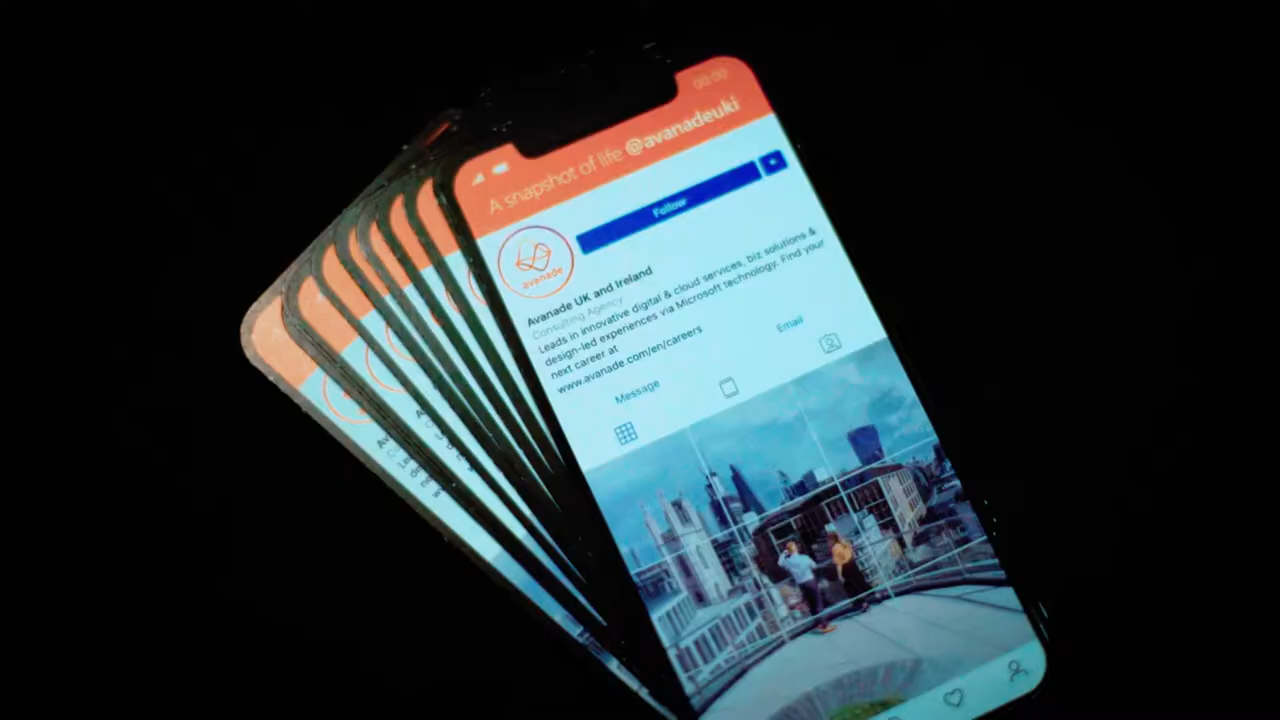 09:00
A snapshot of life @avanadeuki
Follow
avanade
Avanade UK and Ireland
Consulting Agency
Leads in innovative digital & cloud services, biz solutions &
design-led experiences via Microsoft technology. Find your
next career at
www.avanade.com/en/careers
Message
Email